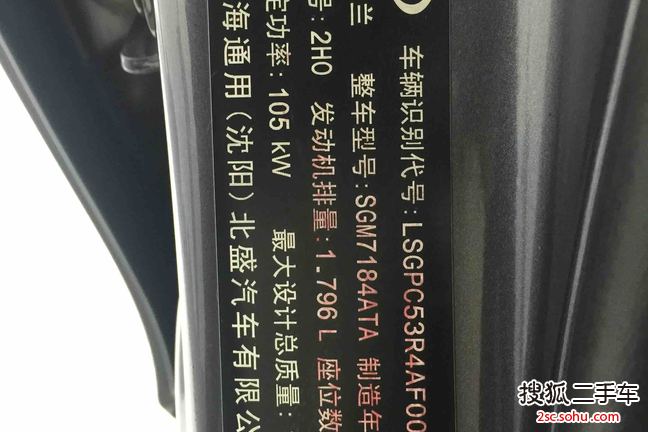 车辆识别代号: LSGPC53R4AF00
兰 整车型号: SGM7184ATA 制造年
号: 2H0 发动机排量: 1.796 L 座位数
定功率: 105 kW 最大设计总质量:
海通用(沈阳)北盛汽车有限公
搜狐二手车
2sc.sohu.com